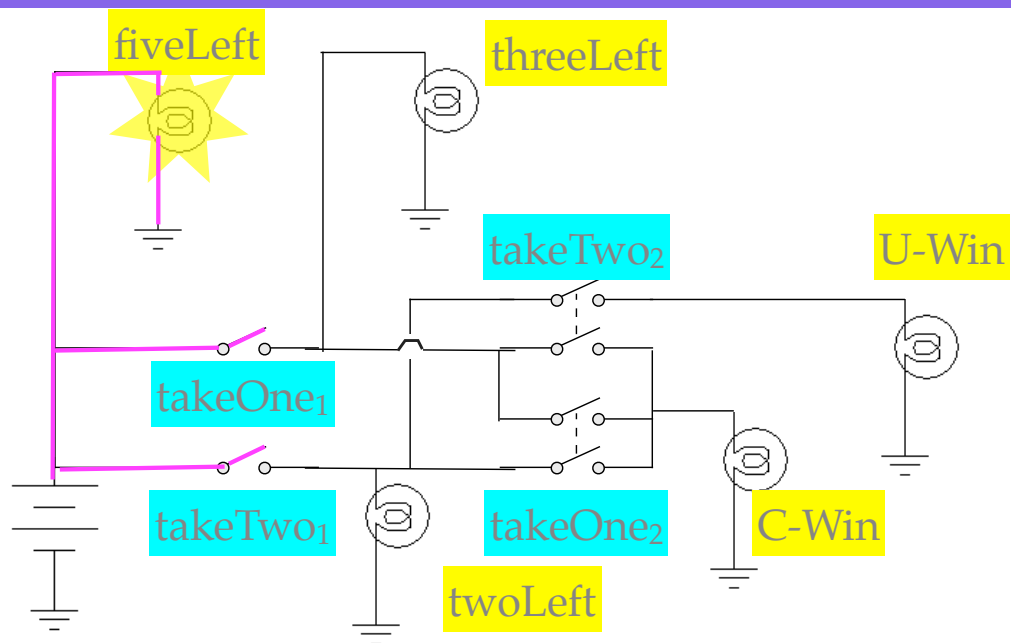 fiveLeft
threeLeft
takeTwo₂
U-Win
takeOne₁
takeTwo₁
takeOne₂
C-Win
twoLeft